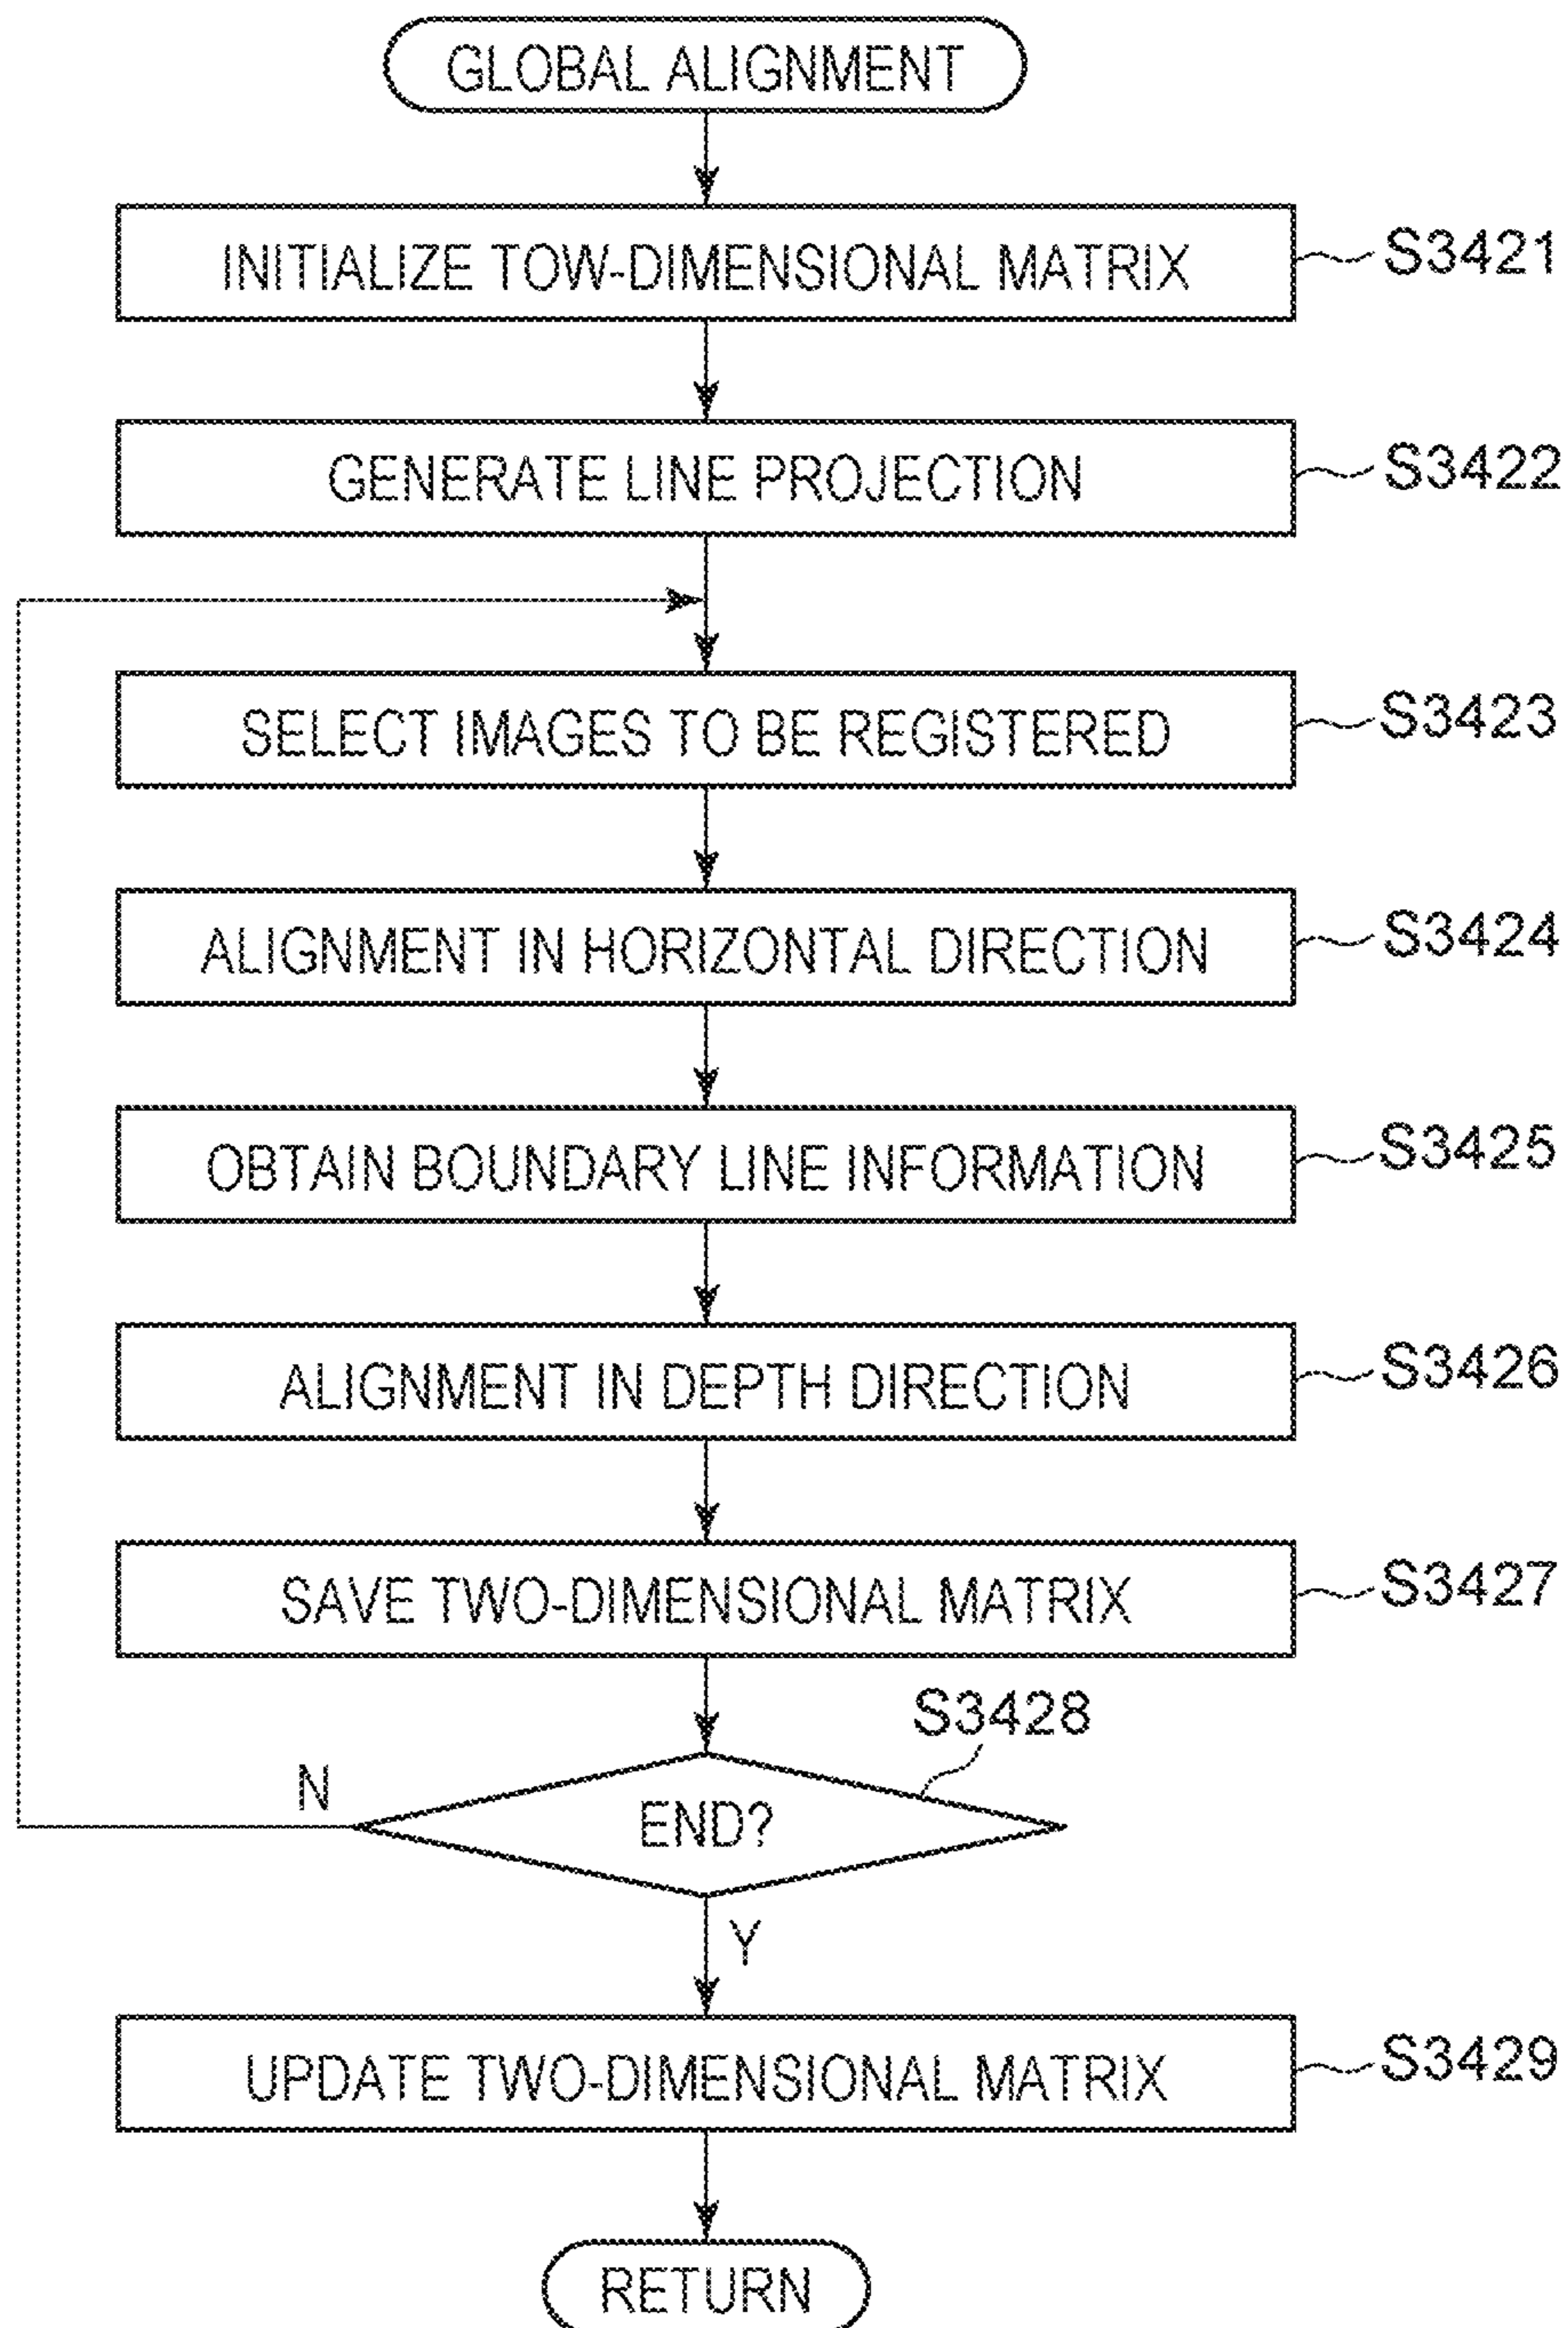 GLOBAL ALIGNMENT
INITIALIZE TOW-DIMENSIONAL MATRIX
S3421
GENERATE LINE PROJECTION
S3422
SELECT IMAGES TO BE REGISTERED
S3423
ALIGNMENT IN HORIZONTAL DIRECTION
S3424
OBTAIN BOUNDARY LINE INFORMATION
S3425
ALIGNMENT IN DEPTH DIRECTION
S3426
SAVE TWO-DIMENSIONAL MATRIX
S3427
S3428
N
END?
Y
UPDATE TWO-DIMENSIONAL MATRIX
S3429
RETURN